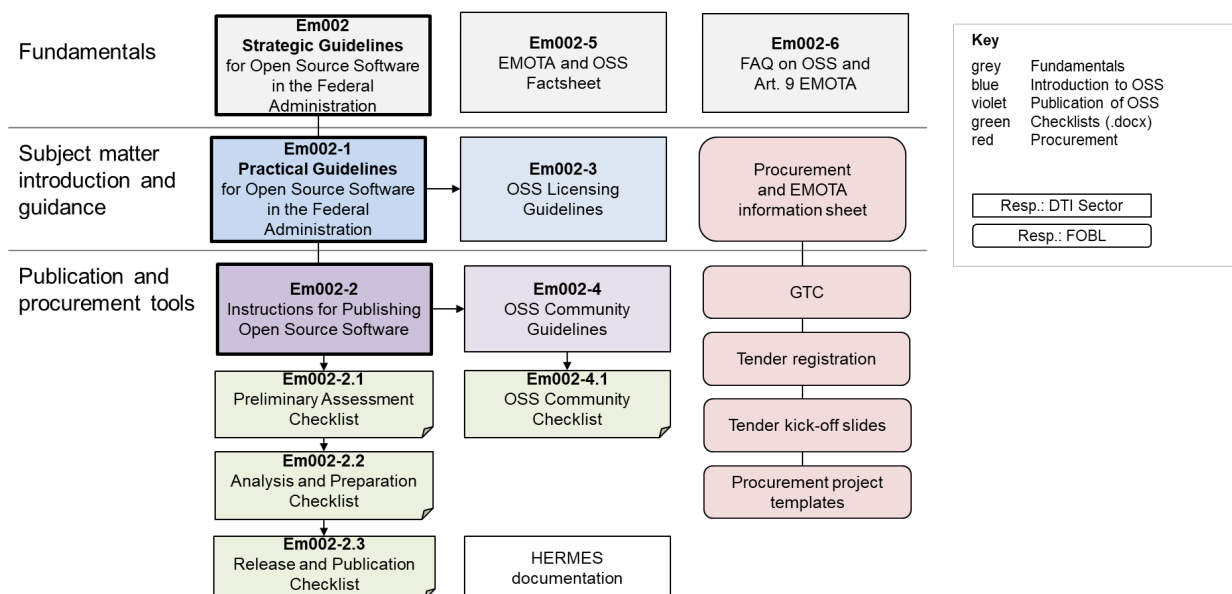 Fundamentals
Em002
Strategic Guidelines
for Open Source Software
in the Federal
Administration
Em002-5
EMOTA and OSS
Factsheet
Em002-6
FAQ on OSS and
Art. 9 EMOTA
Key
grey Fundamentals
blue Introduction to OSS
violet Publication of OSS
green Checklists (.docx)
red Procurement
Resp.: DTI Sector
Resp.: FOBL
Subject matter
introduction and
guidance
Em002-1
Practical Guidelines
for Open Source Software
in the Federal
Administration
Em002-3
OSS Licensing
Guidelines
Procurement
and EMOTA
information sheet
Publication and
procurement tools
Em002-2
Instructions for Publishing
Open Source Software
Em002-4
OSS Community
Guidelines
GTC
Tender registration
Em002-2.1
Preliminary Assessment
Checklist
Em002-4.1
OSS Community
Checklist
Tender kick-off slides
Em002-2.2
Analysis and Preparation
Checklist
Procurement project
templates
Em002-2.3
Release and Publication
Checklist
HERMES
documentation